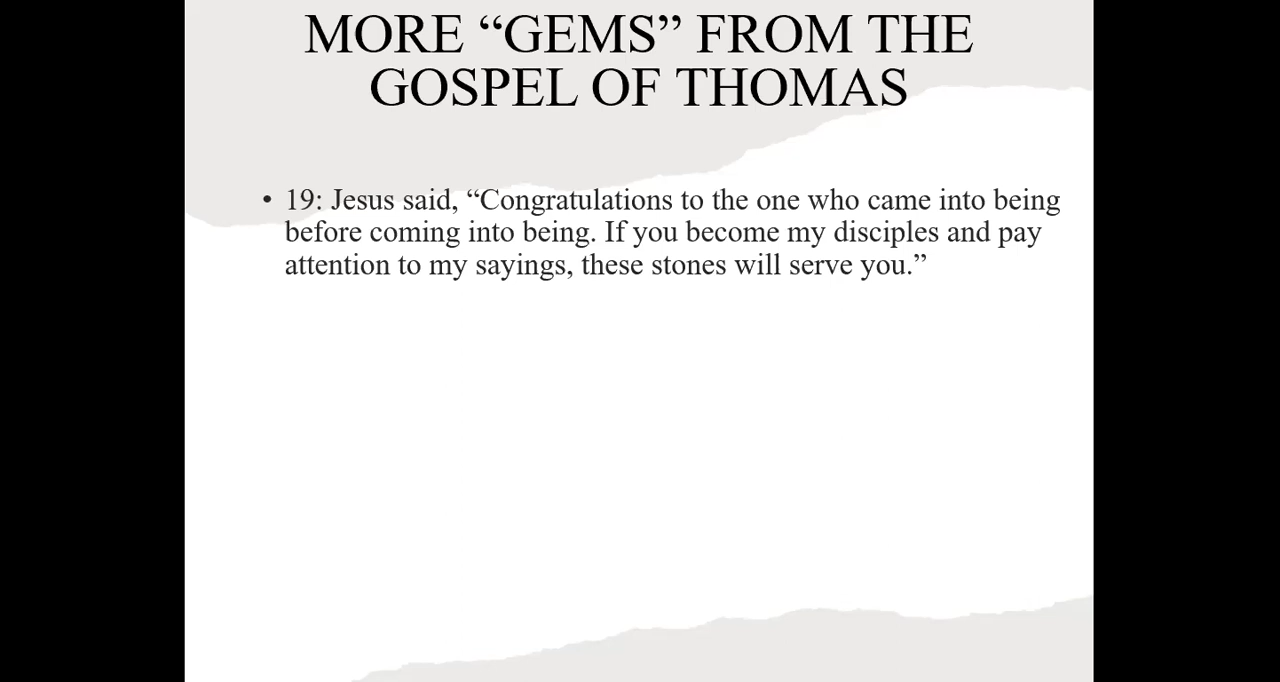 MORE “GEMS” FROM THE
GOSPEL OF THOMAS
• 19: Jesus said, “Congratulations to the one who came into being
before coming into being. If you become my disciples and pay
attention to my sayings, these stones will serve you.”